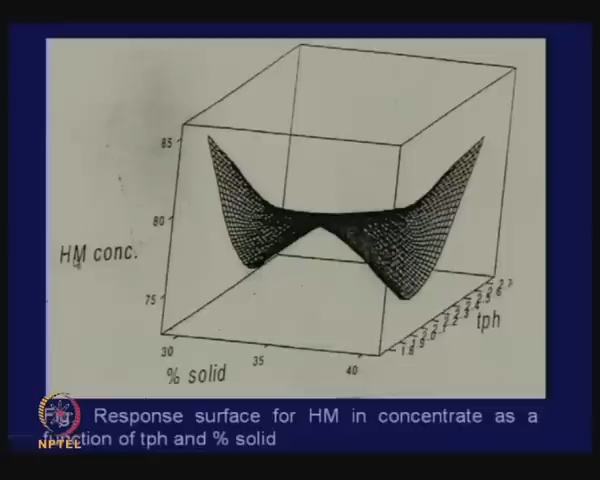 85
80
HM conc.
75
30
35
40
% solid
tph
Fig Response surface for HM in concentrate as a
function of tph and % solid
NPTEL